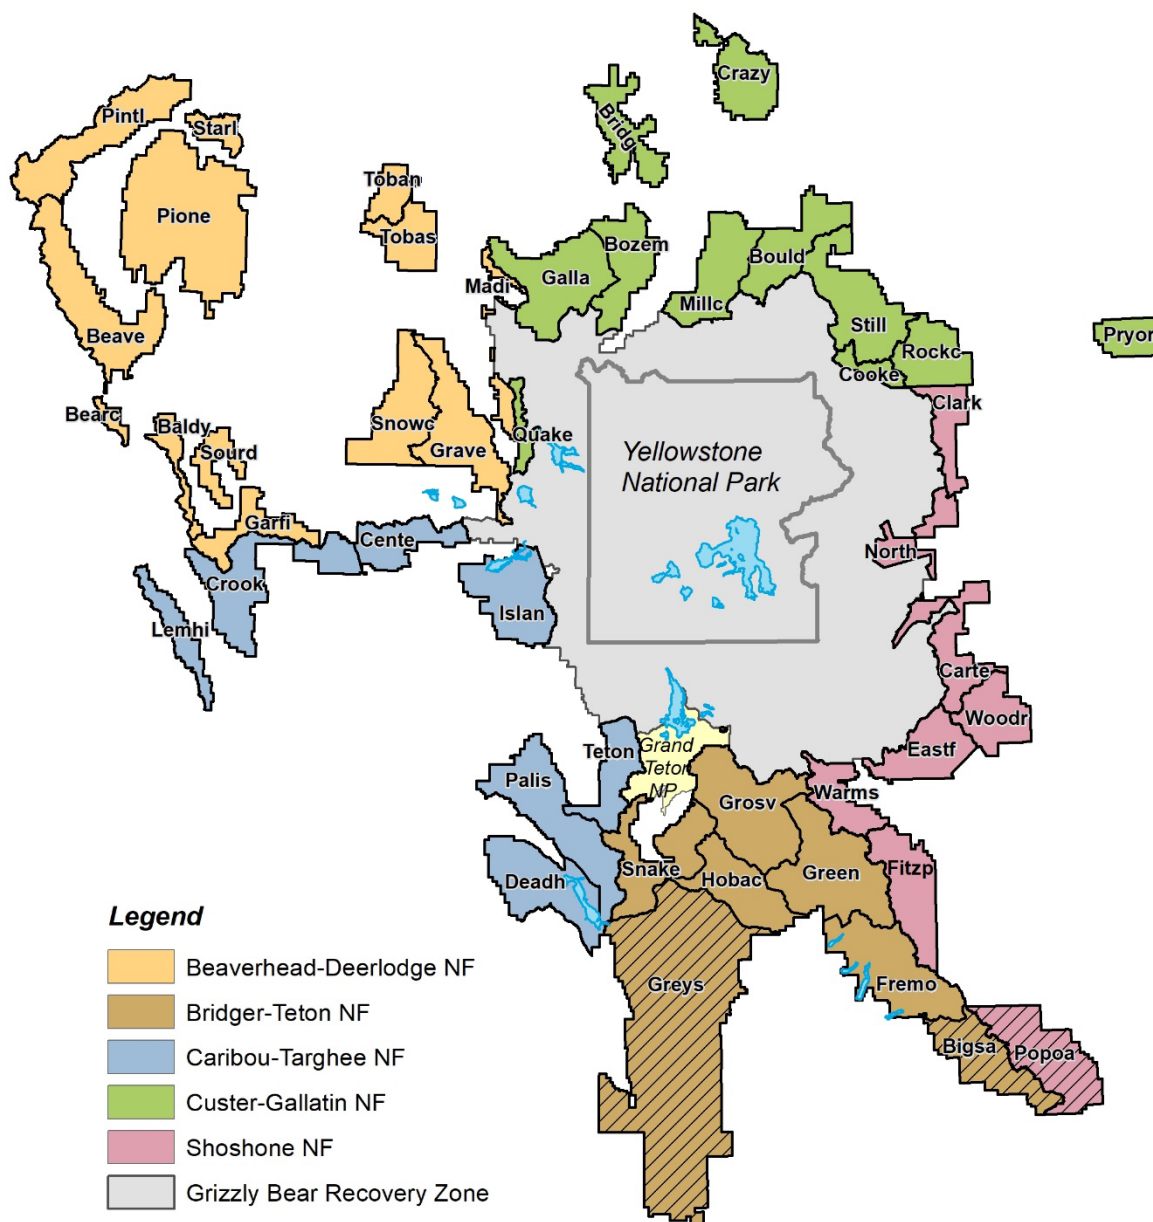 Crazy
Pintl
Starl
Bridg
Toban
Pione
Tobas
Bozem
Galla
Bould
Madi
Millc
Still
Beave
Pryor
Rockc
Cooke
Clark
Bearc
Snowc
Baldy
Quake
Sourd
Grave
Yellowstone
National Park
Garfi
Cente
North
Crook
Islan
Lemhi
Carte
Woodr
Teton
Grand
Teton
NP
Eastf
Palis
Warms
Grosv
Snake
Hobac
Green
Fitzp
Deadh
Greys
Fremo
Bigsa
Popoa
Legend
Beaverhead-Deerlodge NF
Bridger-Teton NF
Caribou-Targhee NF
Custer-Gallatin NF
Shoshone NF
Grizzly Bear Recovery Zone